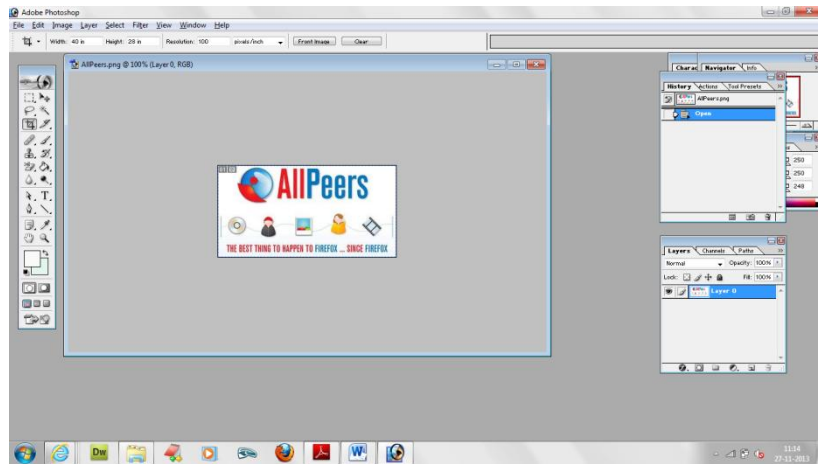 Adobe Photoshop
File Edit Image Layer Select Filter View Window Help
Width: 40 in Height: 28 in Resolution: 100 pixels/inch Front Image Clear
AllPeers.png @ 100% (Layer 0, RGB)
AllPeers
THE BEST THING TO HAPPEN TO FIREFOX ... SINCE FIREFOX
Charac Navigator Info
History Actions Tool Presets
AllPeers.png
Open
250
250
248
Layers Channels Paths
Normal Opacity: 100%
Lock: Fill: 100%
Layer 0
Dw
W
11:14
27-11-2013